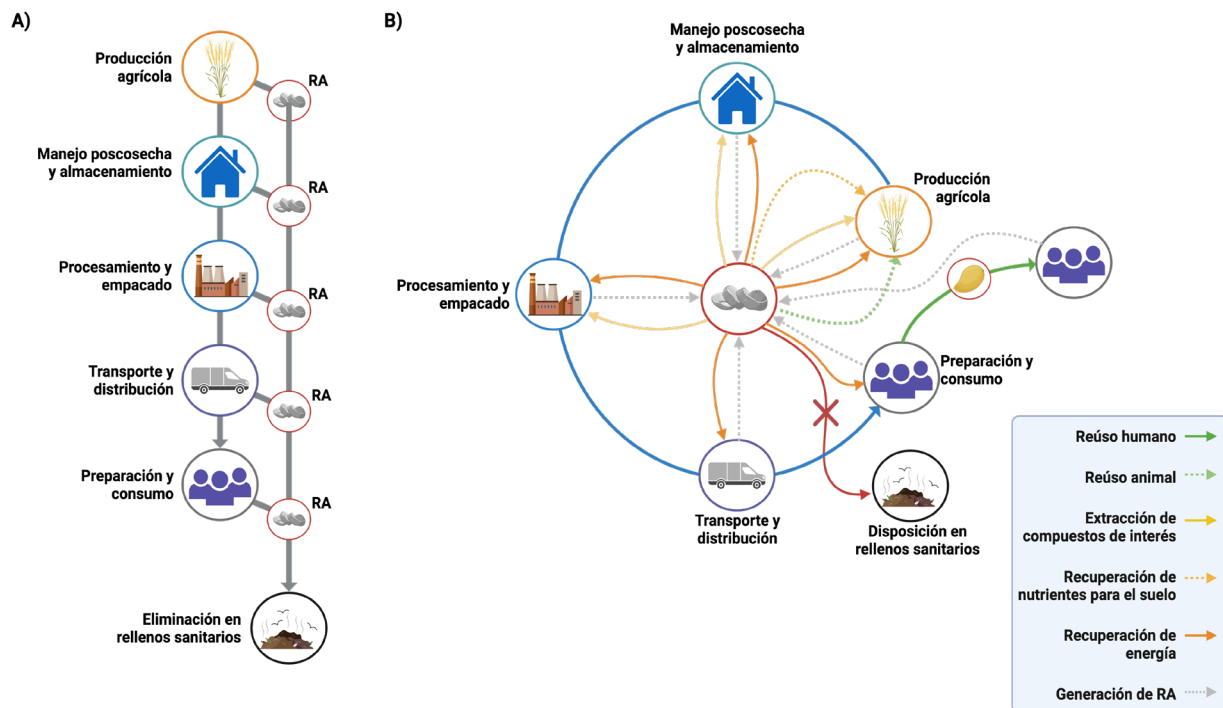 A)
Producción
agrícola
RA
Manejo poscosecha
y almacenamiento
RA
Procesamiento y
empacado
RA
Transporte y
distribución
RA
Preparación y
consumo
RA
Eliminación en
rellenos sanitarios
B)
Manejo poscosecha
y almacenamiento
Producción
agrícola
Procesamiento y
empacado
Preparación y
consumo
Transporte y
distribución
Disposición en
rellenos sanitarios
Reúso humano
Reúso animal
Extracción de
compuestos de interés
Recuperación de
nutrientes para el suelo
Recuperación de
energía
Generación de RA